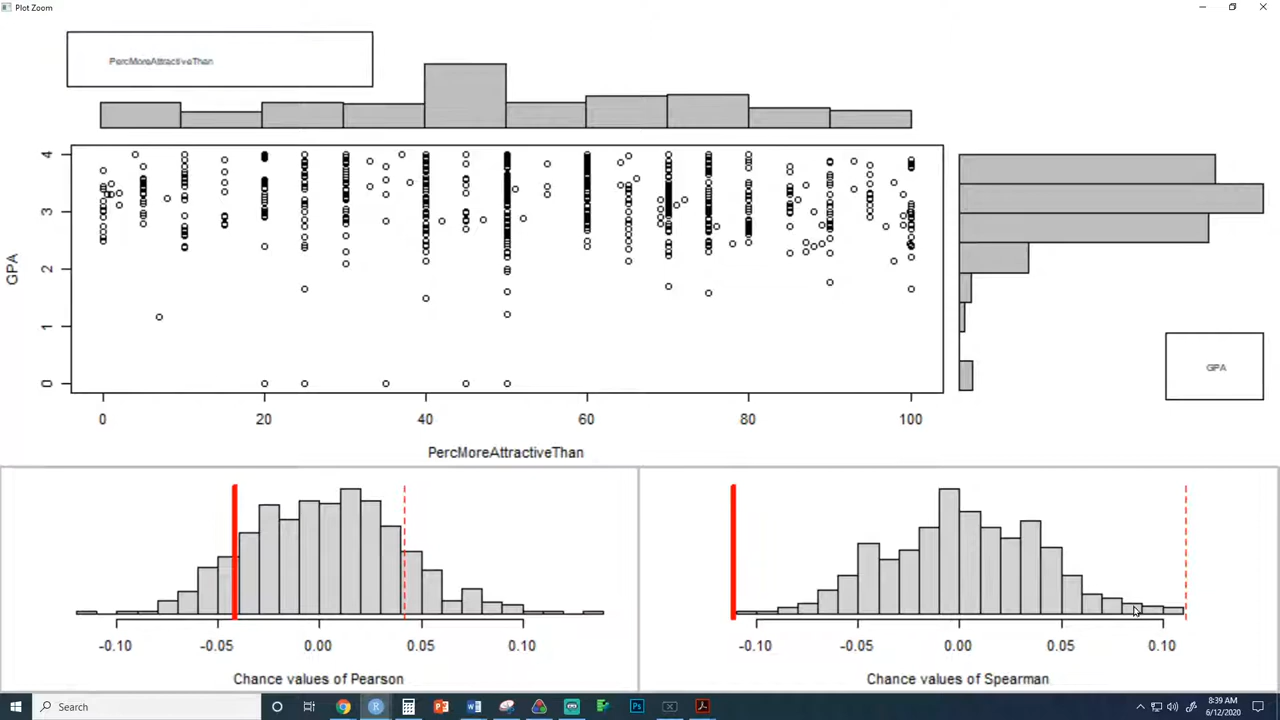 Plot Zoom
PercMoreAttractiveThan
4
3
2
1
0
GPA
GPA
0 20 40 60 80 100
PercMoreAttractiveThan
-0.10 -0.05 0.00 0.05 0.10
Chance values of Pearson
-0.10 -0.05 0.00 0.05 0.10
Chance values of Spearman
Search
8:39 AM
6/12/2020